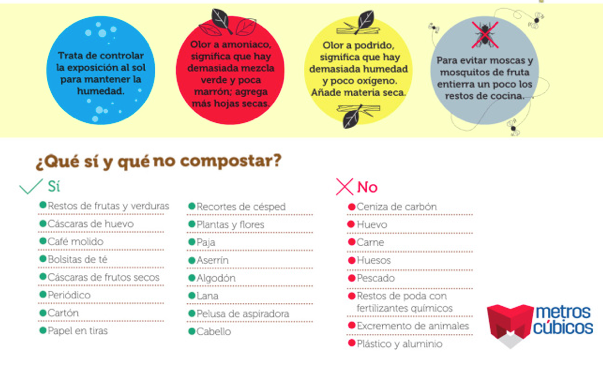 Trata de controlar
la exposición al sol
para mantener la
humedad.
Olor a amoniaco,
significa que hay
demasiada mezcla
verde y poca
marrón; agrega
más hojas secas.
Olor a podrido,
significa que hay
demasiada humedad
y poco oxígeno.
Añade materia seca.
Para evitar moscas y
mosquitos de fruta
entierra un poco los
restos de cocina.
¿Qué sí y qué no compostar?
Sí
Restos de frutas y verduras
Cáscaras de huevo
Café molido
Bolsitas de té
Cáscaras de frutos secos
Periódico
Cartón
Papel en tiras
Recortes de césped
Plantas y flores
Paja
Aserrín
Algodón
Lana
Pelusa de aspiradora
Cabello
No
Ceniza de carbón
Huevo
Carne
Huesos
Pescado
Restos de poda con
fertilizantes químicos
Excremento de animales
Plástico y aluminio
metros
cúbicos